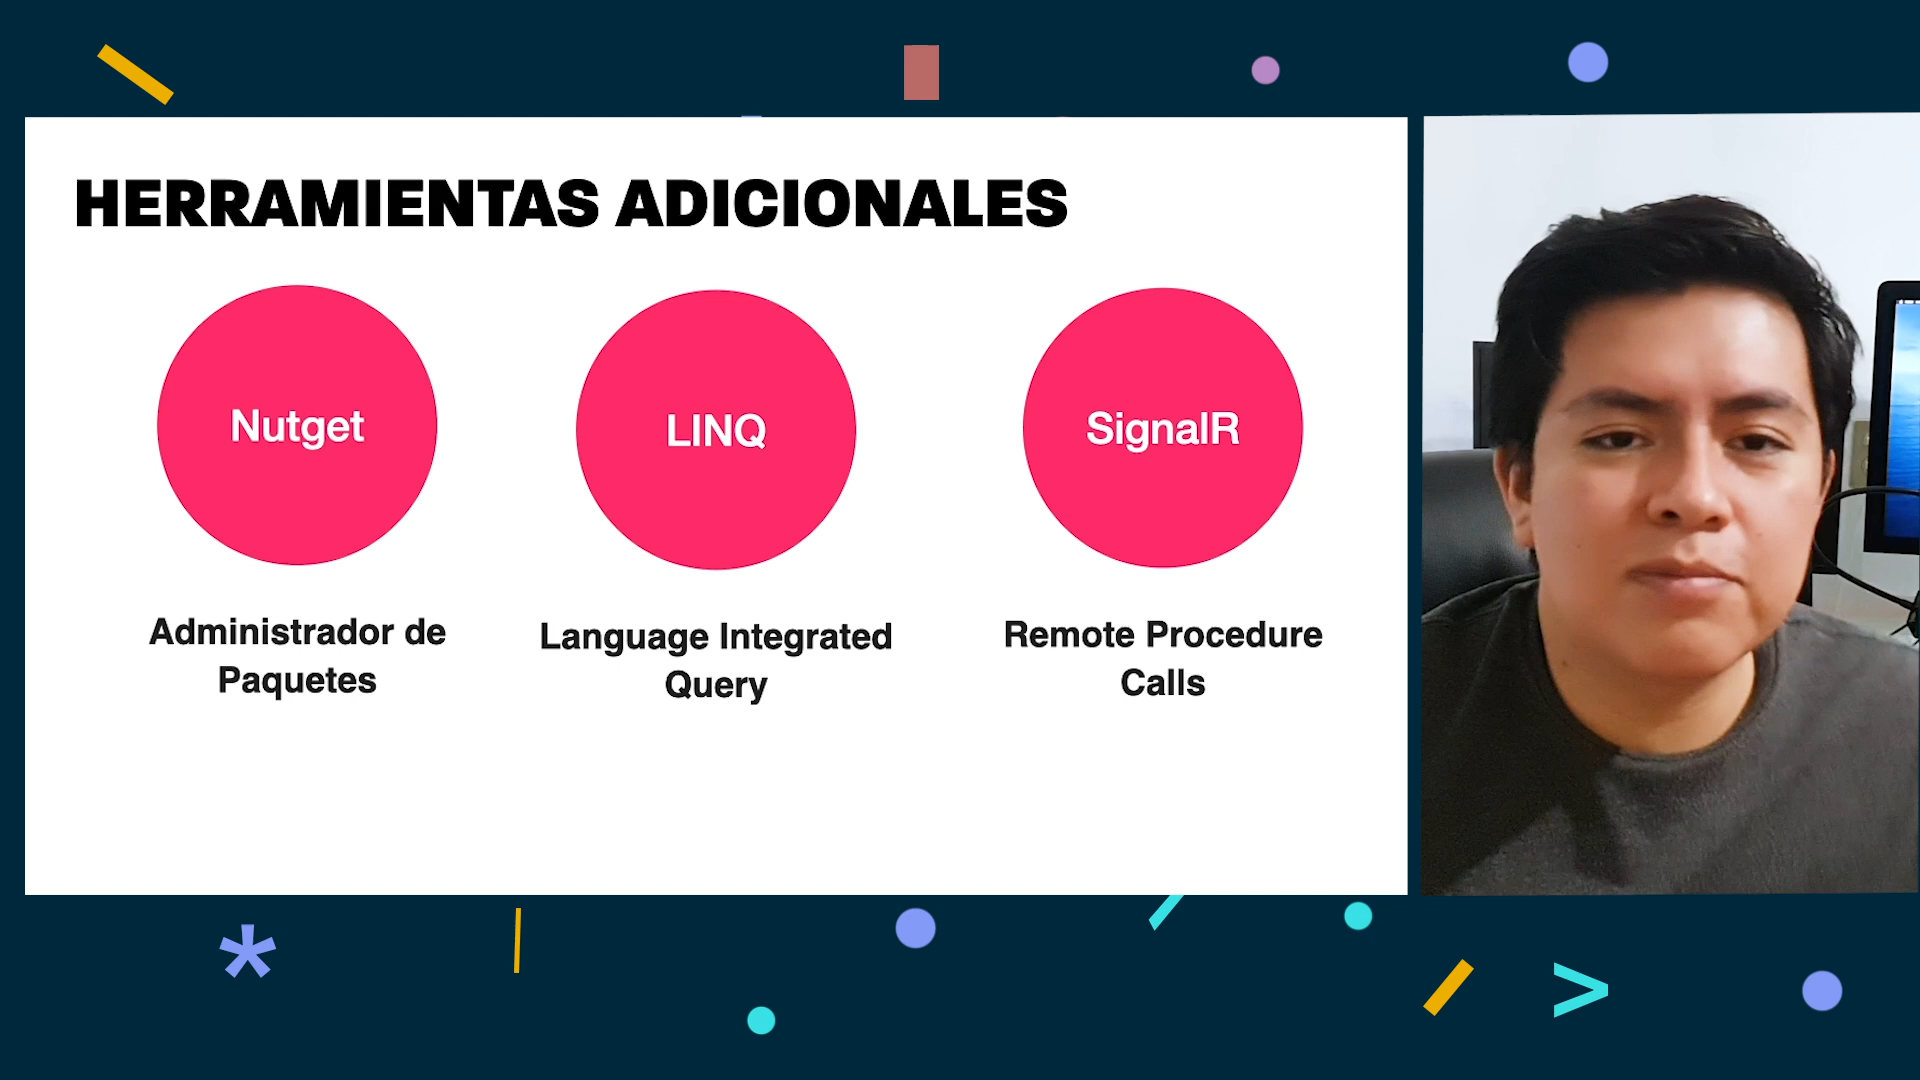 HERRAMIENTAS ADICIONALES
Nutget
LINQ
SignalR
Administrador de
Paquetes
Language Integrated
Query
Remote Procedure
Calls